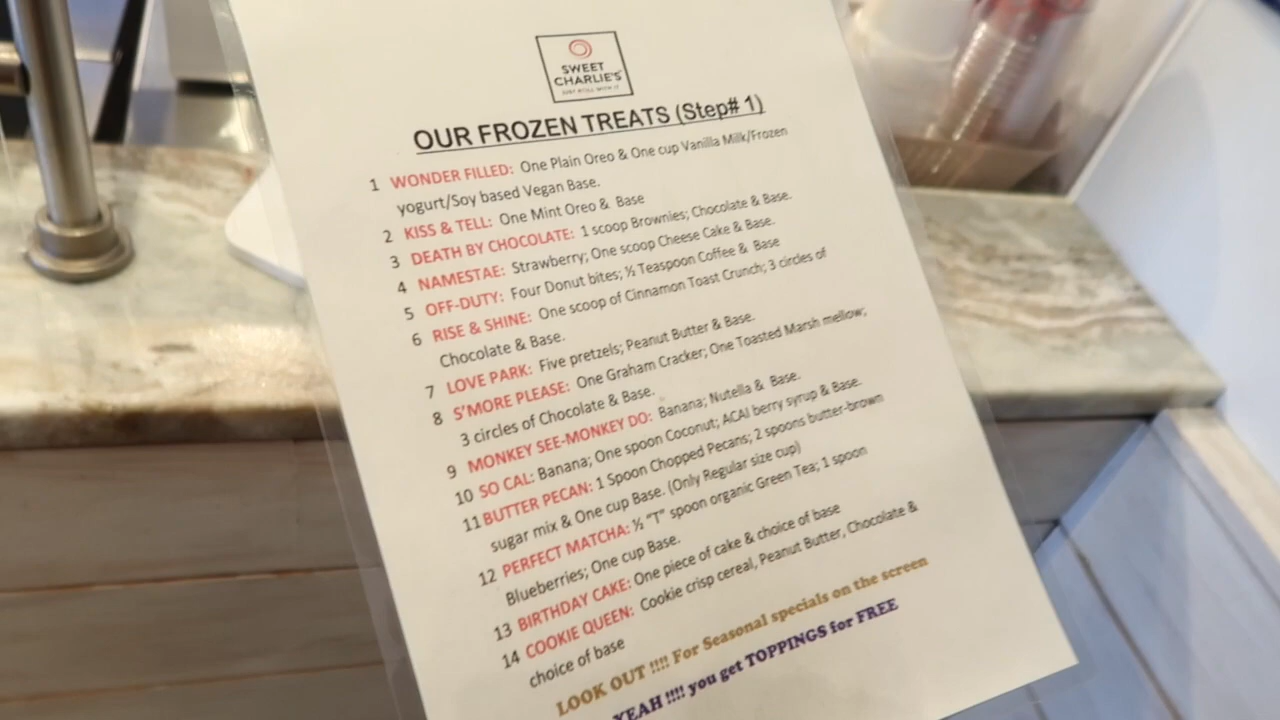 SWEET
CHARLIE'S
JUST ROLL WITH IT
OUR FROZEN TREATS (Step# 1)
1 WONDER FILLED: One Plain Oreo & One cup Vanilla Milk/Frozen
yogurt/Soy based Vegan Base.
2 KISS & TELL: One Mint Oreo & Base
3 DEATH BY CHOCOLATE: 1 scoop Brownies; Chocolate & Base.
4 NAMESTAE: Strawberry; One scoop Cheese Cake & Base.
5 OFF-DUTY: Four Donut bites; ½ Teaspoon Coffee & Base
6 RISE & SHINE: One scoop of Cinnamon Toast Crunch; 3 circles of
Chocolate & Base.
7 LOVE PARK: Five pretzels; Peanut Butter & Base.
8 S'MORE PLEASE: One Graham Cracker; One Toasted Marsh mellow;
3 circles of Chocolate & Base.
9 MONKEY SEE-MONKEY DO: Banana; Nutella & Base.
10 SO CAL: Banana; One spoon Coconut; ACAI berry syrup & Base.
11 BUTTER PECAN: 1 Spoon Chopped Pecans; 2 spoons butter-brown
sugar mix & One cup Base. (Only Regular size cup)
12 PERFECT MATCHA: ½ "T" spoon organic Green Tea; 1 spoon
Blueberries; One cup Base.
13 BIRTHDAY CAKE: One piece of cake & choice of base
14 COOKIE QUEEN: Cookie crisp cereal, Peanut Butter, Chocolate &
choice of base
LOOK OUT !!!! For Seasonal specials on the screen
YEAH !!!! you get TOPPINGS for FREE